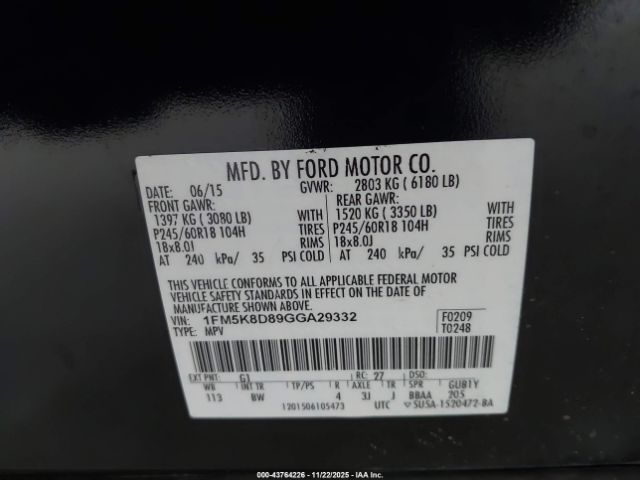 MFD. BY FORD MOTOR CO.
DATE: 06/15 GVWR: 2803 KG ( 6180 LB)
FRONT GAWR: REAR GAWR:
1397 KG ( 3080 LB) WITH 1520 KG ( 3350 LB) WITH
P245/60R18 104H TIRES P245/60R18 104H TIRES
18x8.0J RIMS 18x8.0J RIMS
AT 240 kPa/ 35 PSI COLD AT 240 kPa/ 35 PSI COLD
THIS VEHICLE CONFORMS TO ALL APPLICABLE FEDERAL MOTOR
VEHICLE SAFETY STANDARDS IN EFFECT ON THE DATE OF
MANUFACTURE SHOWN ABOVE.
VIN: 1FM5K8D89GGA29332 F0209
TYPE: MPV T0248
EXT PNT: G1 RC: 27 DSO:
WB INT TR TP/PS R AXLE TR SPR GUB1Y
113 BW 4 3J J BBAA 205
1201506105473 UTC SU5A-1520472-BA
000-43764226 - 11/22/2025 - IAAI.COM